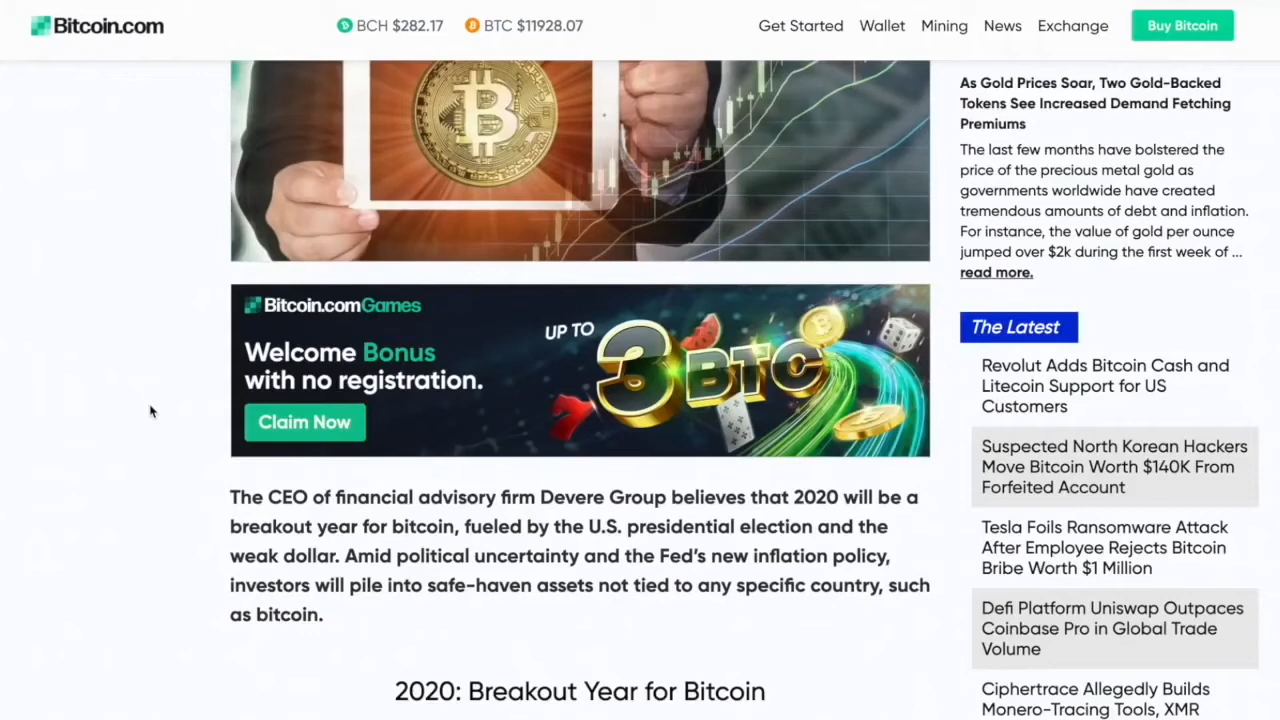 Bitcoin.com
BCH $282.17
BTC $11928.07
Get Started
Wallet
Mining
News
Exchange
Buy Bitcoin
Bitcoin.comGames
Welcome Bonus
with no registration.
Claim Now
UP TO
3 BTC
The CEO of financial advisory firm Devere Group believes that 2020 will be a
breakout year for bitcoin, fueled by the U.S. presidential election and the
weak dollar. Amid political uncertainty and the Fed's new inflation policy,
investors will pile into safe-haven assets not tied to any specific country, such
as bitcoin.
2020: Breakout Year for Bitcoin
As Gold Prices Soar, Two Gold-Backed
Tokens See Increased Demand Fetching
Premiums
The last few months have bolstered the
price of the precious metal gold as
governments worldwide have created
tremendous amounts of debt and inflation.
For instance, the value of gold per ounce
jumped over $2k during the first week of ...
read more.
The Latest
Revolut Adds Bitcoin Cash and
Litecoin Support for US
Customers
Suspected North Korean Hackers
Move Bitcoin Worth $140K From
Forfeited Account
Tesla Foils Ransomware Attack
After Employee Rejects Bitcoin
Bribe Worth $1 Million
Defi Platform Uniswap Outpaces
Coinbase Pro in Global Trade
Volume
Ciphertrace Allegedly Builds
Monero-Tracing Tools, XMR